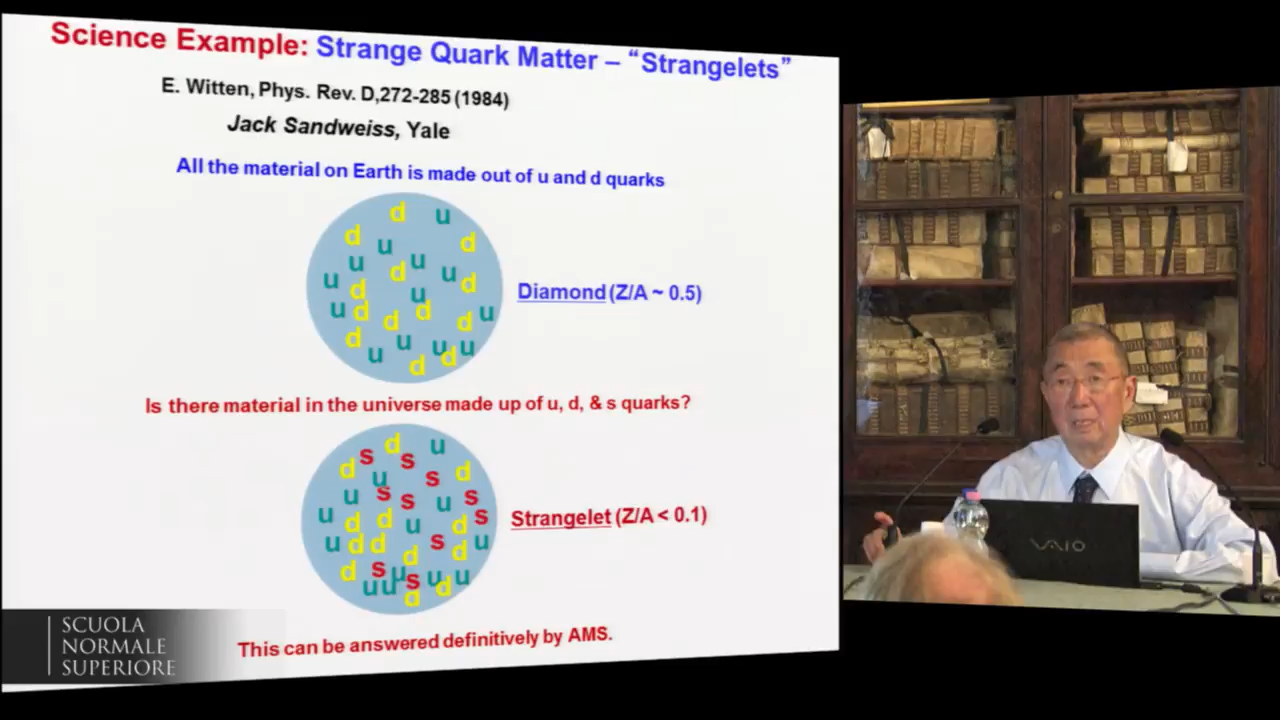 Science Example: Strange Quark Matter – “Strangelets”
E. Witten, Phys. Rev. D,272-285 (1984)
Jack Sandweiss, Yale
All the material on Earth is made out of u and d quarks
d u
d u d
u u
u d u d
d u
u d d u
d d
d u u u
u d d
Diamond (Z/A ~ 0.5)
Is there material in the universe made up of u, d, & s quarks?
d u
s s
d u s d
u s s u s
u d d u d s
u d d s u
d d
d s u s u u
u u d d
Strangelet (Z/A < 0.1)
This can be answered definitively by AMS.
SCUOLA
NORMALE
SUPERIORE
VAIO